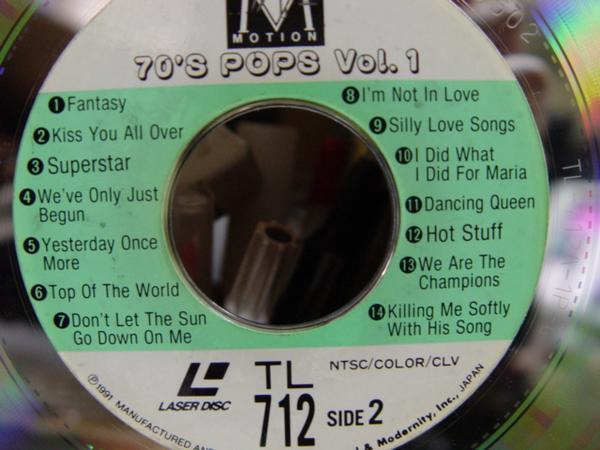 M
MOTION
70'S POPS Vol. 1
1 Fantasy
2 Kiss You All Over
3 Superstar
4 We've Only Just
Begun
5 Yesterday Once
More
6 Top Of The World
7 Don't Let The Sun
Go Down On Me
8 I'm Not In Love
9 Silly Love Songs
10 I Did What
I Did For Maria
11 Dancing Queen
12 Hot Stuff
13 We Are The
Champions
14 Killing Me Softly
With His Song
LASER DISC
TL
712
SIDE 2
NTSC/COLOR/CLV
℗1991 MANUFACTURED AND
& Modernity, Inc., JAPAN